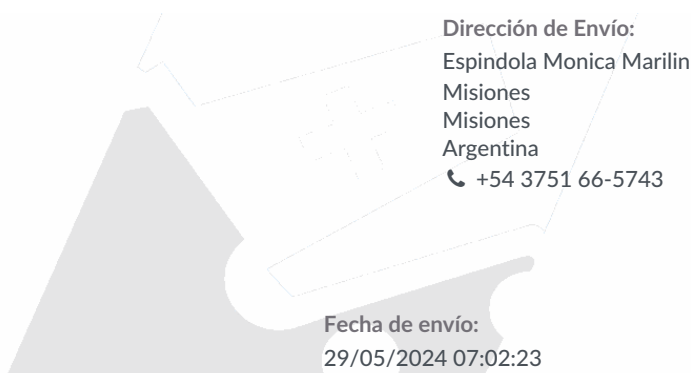 Dirección de Envío:
Espindola Monica Marilin
Misiones
Misiones
Argentina
+54 3751 66-5743
Fecha de envío:
29/05/2024 07:02:23